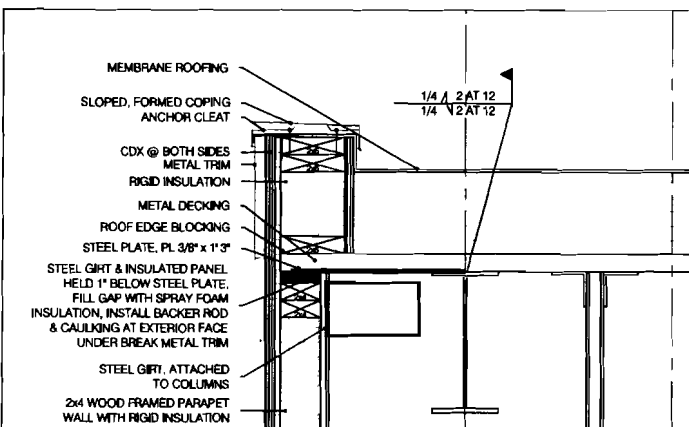 MEMBRANE ROOFING
SLOPED, FORMED COPING
ANCHOR CLEAT
CDX @ BOTH SIDES
METAL TRIM
RIGID INSULATION
METAL DECKING
ROOF EDGE BLOCKING
STEEL PLATE, PL 3/8" x 1' 3"
STEEL GIRT & INSULATED PANEL
HELD 1" BELOW STEEL PLATE,
FILL GAP WITH SPRAY FOAM
INSULATION, INSTALL BACKER ROD
& CAULKING AT EXTERIOR FACE
UNDER BREAK METAL TRIM
STEEL GIRT, ATTACHED
TO COLUMNS
2x4 WOOD FRAMED PARAPET
WALL WITH RIGID INSULATION
1/4 2 AT 12
1/4 2 AT 12